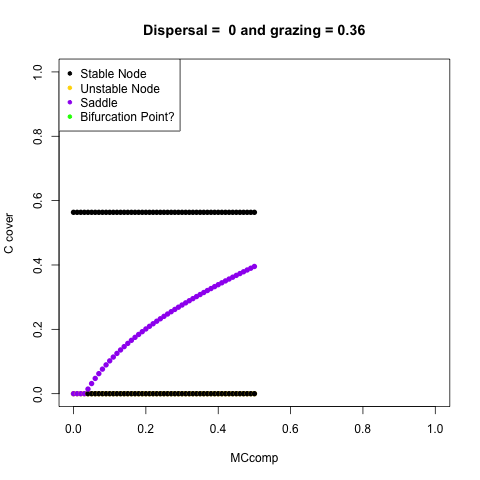 Dispersal =  0 and grazing = 0.36
Stable Node
Unstable Node
Saddle
Bifurcation Point?
C cover
1.0
0.8
0.6
0.4
0.2
0.0
0.0 0.2 0.4 0.6 0.8 1.0
MCcomp